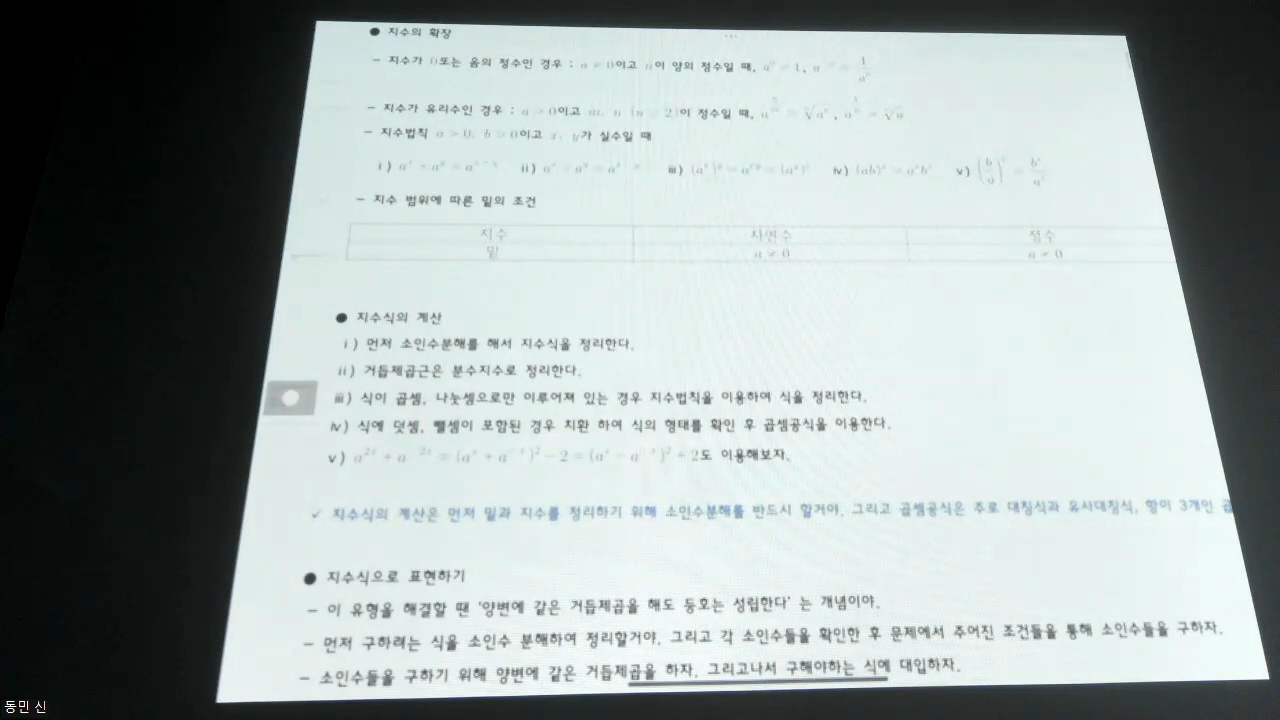 ● 지수의 확장
- 지수가 0또는 음의 정수인 경우 : a ≠ 0이고 n이 양의 정수일 때, a⁰ = 1, a⁻ⁿ = 1/aⁿ
- 지수가 유리수인 경우 : a > 0이고 m, n (n ≥ 2)이 정수일 때,
- 지수법칙 a > 0, b > 0이고 x, y가 실수일 때
ⅰ) ⅱ) ⅲ) ⅳ) (ab)ˣ = aˣbˣ ⅴ)
- 지수 범위에 따른 밑의 조건
지수 자연수 정수
밑 a ≠ 0 a ≠ 0
● 지수식의 계산
ⅰ) 먼저 소인수분해를 해서 지수식을 정리한다.
ⅱ) 거듭제곱근은 분수지수로 정리한다.
ⅲ) 식이 곱셈, 나눗셈으로만 이루어져 있는 경우 지수법칙을 이용하여 식을 정리한다.
ⅳ) 식에 덧셈, 뺄셈이 포함된 경우 치환 하여 식의 형태를 확인 후 곱셈공식을 이용한다.
ⅴ) a²ˣ + a⁻²ˣ = (aˣ + a⁻ˣ)² - 2 = (aˣ - a⁻ˣ)² + 2도 이용해보자.
✓ 지수식의 계산은 먼저 밑과 지수를 정리하기 위해 소인수분해를 반드시 할거야. 그리고 곱셈공식은 주로 대칭식과 유사대칭식, 항이 3개인
● 지수식으로 표현하기
- 이 유형을 해결할 땐 '양변에 같은 거듭제곱을 해도 등호는 성립한다' 는 개념이야.
- 먼저 구하려는 식을 소인수 분해하여 정리할거야. 그리고 각 소인수들을 확인한 후 문제에서 주어진 조건들을 통해 소인수들을 구하자.
- 소인수들을 구하기 위해 양변에 같은 거듭제곱을 하자. 그리고나서 구해야하는 식에 대입하자.
동민 신